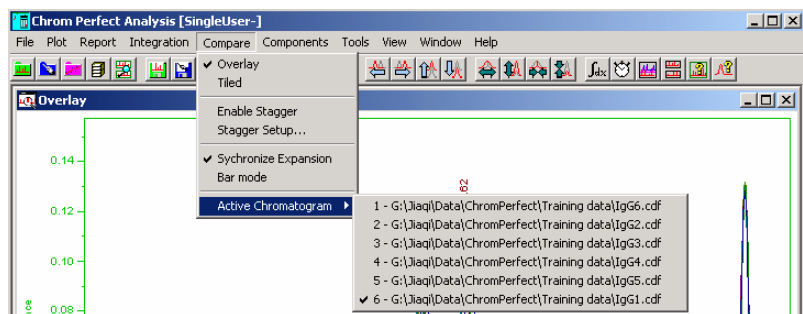 Chrom Perfect Analysis [SingleUser-]
File Plot Report Integration Compare Components Tools View Window Help
Overlay
Tiled
Enable Stagger
Stagger Setup...
Sychronize Expansion
Bar mode
Active Chromatogram
1 - G:\Jiaqi\Data\ChromPerfect\Training data\IgG6.cdf
2 - G:\Jiaqi\Data\ChromPerfect\Training data\IgG2.cdf
3 - G:\Jiaqi\Data\ChromPerfect\Training data\IgG3.cdf
4 - G:\Jiaqi\Data\ChromPerfect\Training data\IgG4.cdf
5 - G:\Jiaqi\Data\ChromPerfect\Training data\IgG5.cdf
6 - G:\Jiaqi\Data\ChromPerfect\Training data\IgG1.cdf
∫dx
Overlay
0.14
0.12
0.10
0.08
62